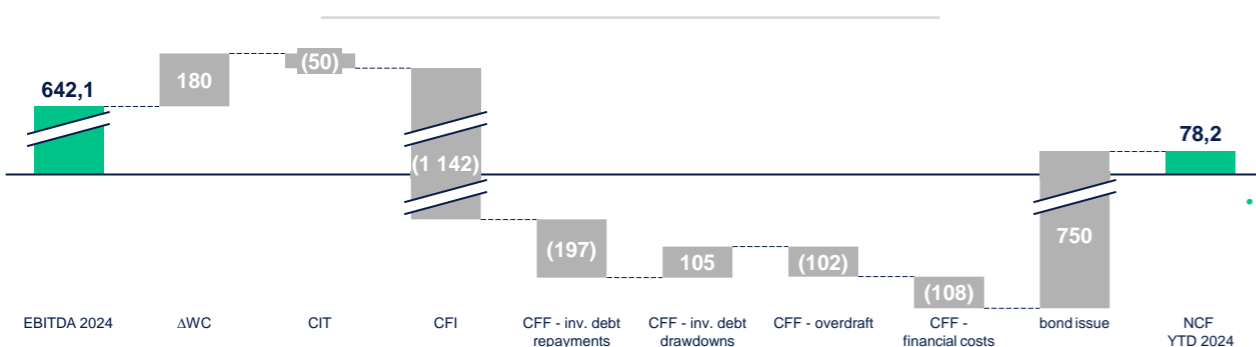 642,1
180
(50)
(1 142)
(197)
105
(102)
(108)
750
78,2
EBITDA 2024
ΔWC
CIT
CFI
CFF - inv. debt
repayments
CFF - inv. debt
drawdowns
CFF - overdraft
CFF -
financial costs
bond issue
NCF
YTD 2024